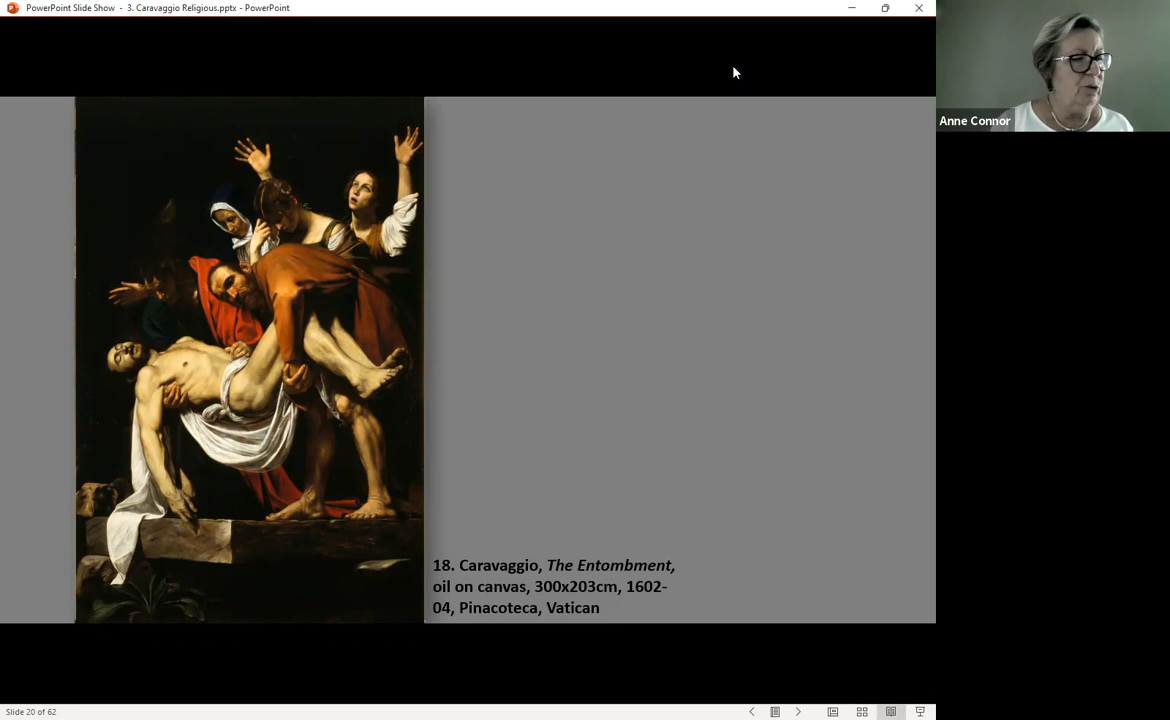 PowerPoint Slide Show - 3. Caravaggio Religious.pptx - PowerPoint
Anne Connor
18. Caravaggio, The Entombment,
oil on canvas, 300x203cm, 1602-
04, Pinacoteca, Vatican
Slide 20 of 62